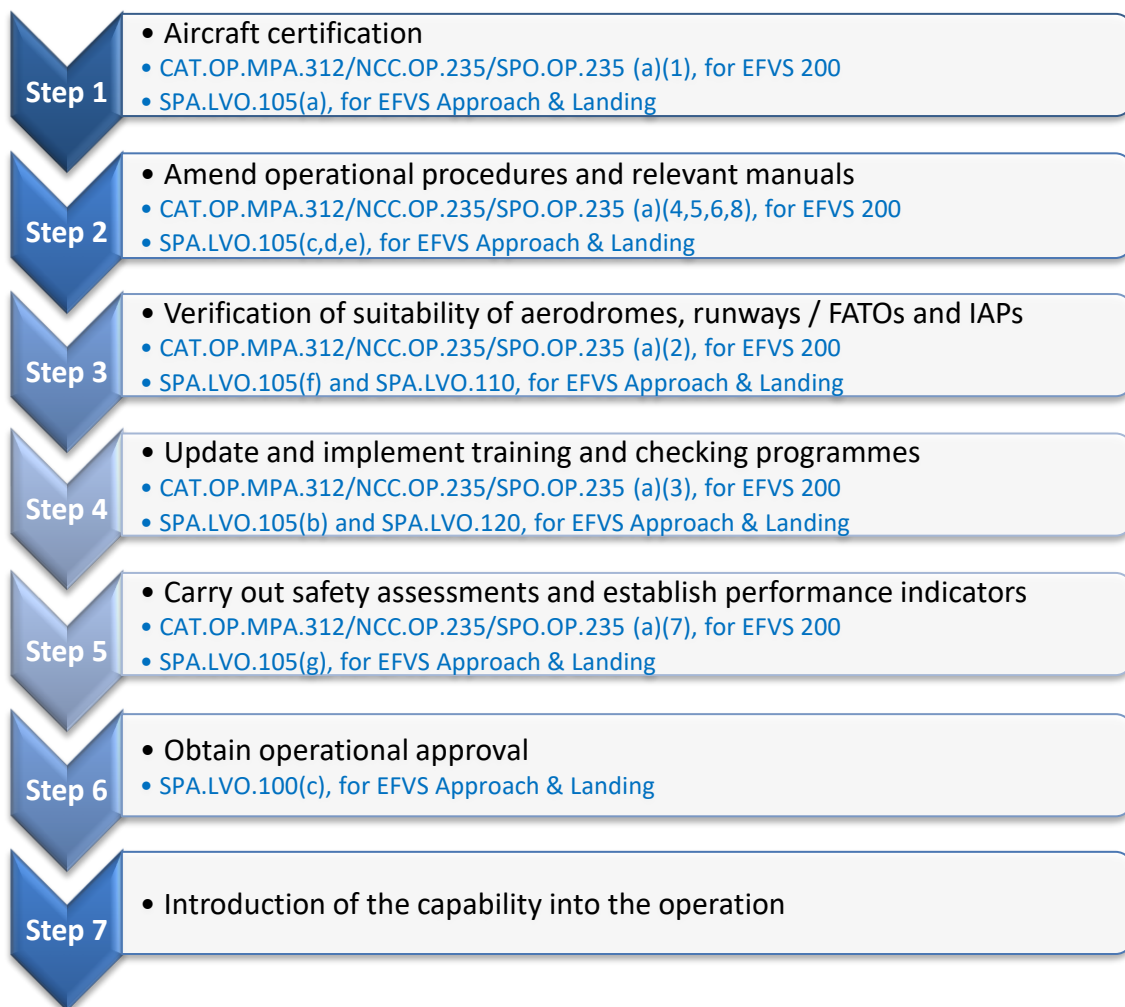 Step 1
• Aircraft certification
• CAT.OP.MPA.312/NCC.OP.235/SPO.OP.235 (a)(1), for EFVS 200
• SPA.LVO.105(a), for EFVS Approach & Landing
Step 2
• Amend operational procedures and relevant manuals
• CAT.OP.MPA.312/NCC.OP.235/SPO.OP.235 (a)(4,5,6,8), for EFVS 200
• SPA.LVO.105(c,d,e), for EFVS Approach & Landing
Step 3
• Verification of suitability of aerodromes, runways / FATOs and IAPs
• CAT.OP.MPA.312/NCC.OP.235/SPO.OP.235 (a)(2), for EFVS 200
• SPA.LVO.105(f) and SPA.LVO.110, for EFVS Approach & Landing
Step 4
• Update and implement training and checking programmes
• CAT.OP.MPA.312/NCC.OP.235/SPO.OP.235 (a)(3), for EFVS 200
• SPA.LVO.105(b) and SPA.LVO.120, for EFVS Approach & Landing
Step 5
• Carry out safety assessments and establish performance indicators
• CAT.OP.MPA.312/NCC.OP.235/SPO.OP.235 (a)(7), for EFVS 200
• SPA.LVO.105(g), for EFVS Approach & Landing
Step 6
• Obtain operational approval
• SPA.LVO.100(c), for EFVS Approach & Landing
Step 7
• Introduction of the capability into the operation